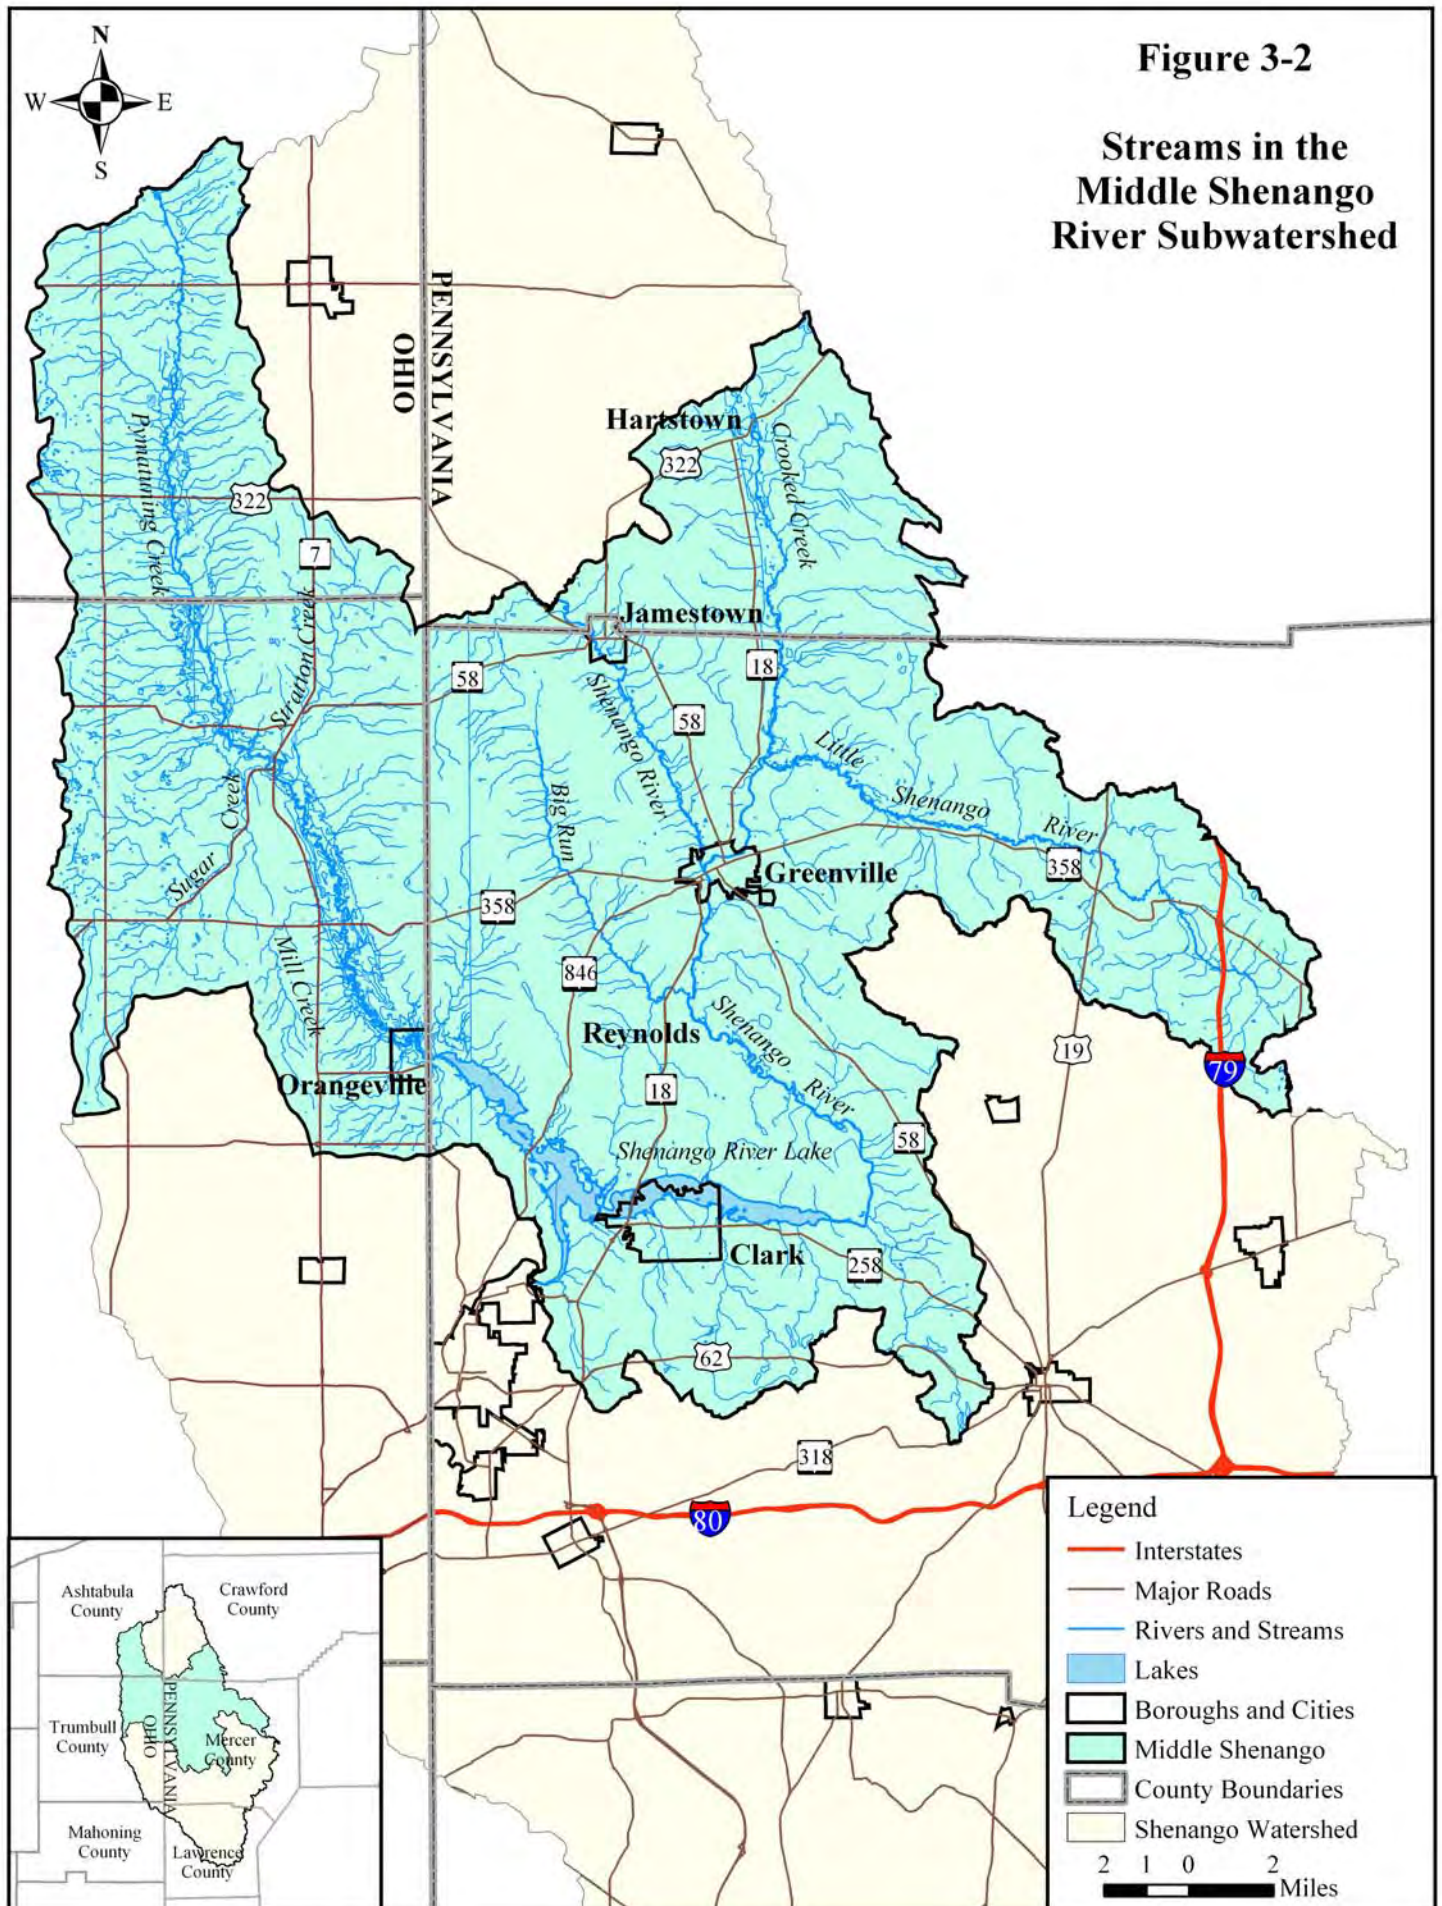 Figure 3-2
Streams in the
Middle Shenango
River Subwatershed
N
W
E
S
PENNSYLVANIA
OHIO
Hartstown
322
Crooked Creek
Pymatuning Creek
322
7
Stratton Creek
Jamestown
58
18
Shenango River
58
Little
Shenango
River
Creek
Sugar
Big Run
Greenville
358
358
Mill Creek
846
Shenango
River
Reynolds
19
79
Orangeville
18
58
Shenango River Lake
Clark
258
62
318
80
Legend
Interstates
Major Roads
Rivers and Streams
Lakes
Boroughs and Cities
Middle Shenango
County Boundaries
Shenango Watershed
2 1 0 2
Miles
Ashtabula
County
Crawford
County
PENNSYLVANIA
OHIO
Trumbull
County
Mercer
County
Mahoning
County
Lawrence
County